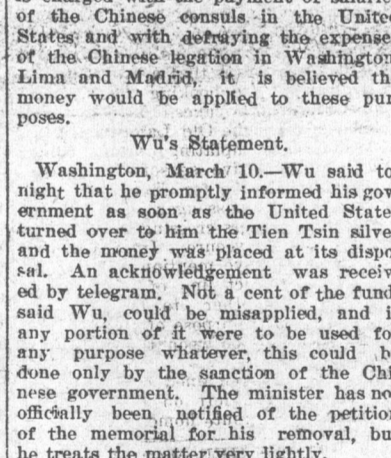 of the Chinese consuls in the Unite
States and with defraying the expense
of the Chinese legation in Washington
Lima and Madrid, it is believed th
money would be applied to these pur
poses.
Wu's Statement.
Washington, March 10.—Wu said to
night that he promptly informed his gov
ernment as soon as the United State
turned over to him the Tien Tsin silve
and the money was placed at its dispo
sal. An acknowledgement was receiv
ed by telegram. Not a cent of the fund
said Wu, could be misapplied, and i
any portion of it were to be used fo
any purpose whatever, this could b
done only by the sanction of the Chi
nese government. The minister has no
officially been notified of the petitio
of the memorial for his removal, bu
he treats the matter very lightly.